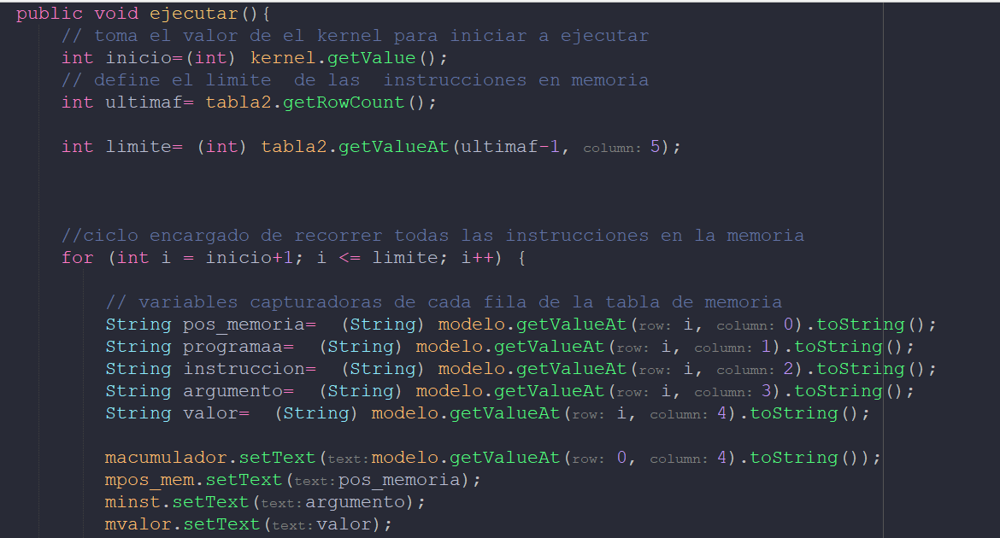 public void ejecutar(){
// toma el valor de el kernel para iniciar a ejecutar
int inicio=(int) kernel.getValue();
// define el limite  de las  instrucciones en memoria
int ultimaf= tabla2.getRowCount();
int limite= (int) tabla2.getValueAt(ultimaf-1, column: 5);
//ciclo encargado de recorrer todas las instrucciones en la memoria
for (int i = inicio+1; i <= limite; i++) {
// variables capturadoras de cada fila de la tabla de memoria
String pos_memoria=  (String) modelo.getValueAt(row: i, column: 0).toString();
String programaa=  (String) modelo.getValueAt(row: i, column: 1).toString();
String instruccion=  (String) modelo.getValueAt(row: i, column: 2).toString();
String argumento=  (String) modelo.getValueAt(row: i, column: 3).toString();
String valor=  (String) modelo.getValueAt(row: i, column: 4).toString();
macumulador.setText(text:modelo.getValueAt(row: 0, column: 4).toString());
mpos_mem.setText(text:pos_memoria);
minst.setText(text:argumento);
mvalor.setText(text:valor);